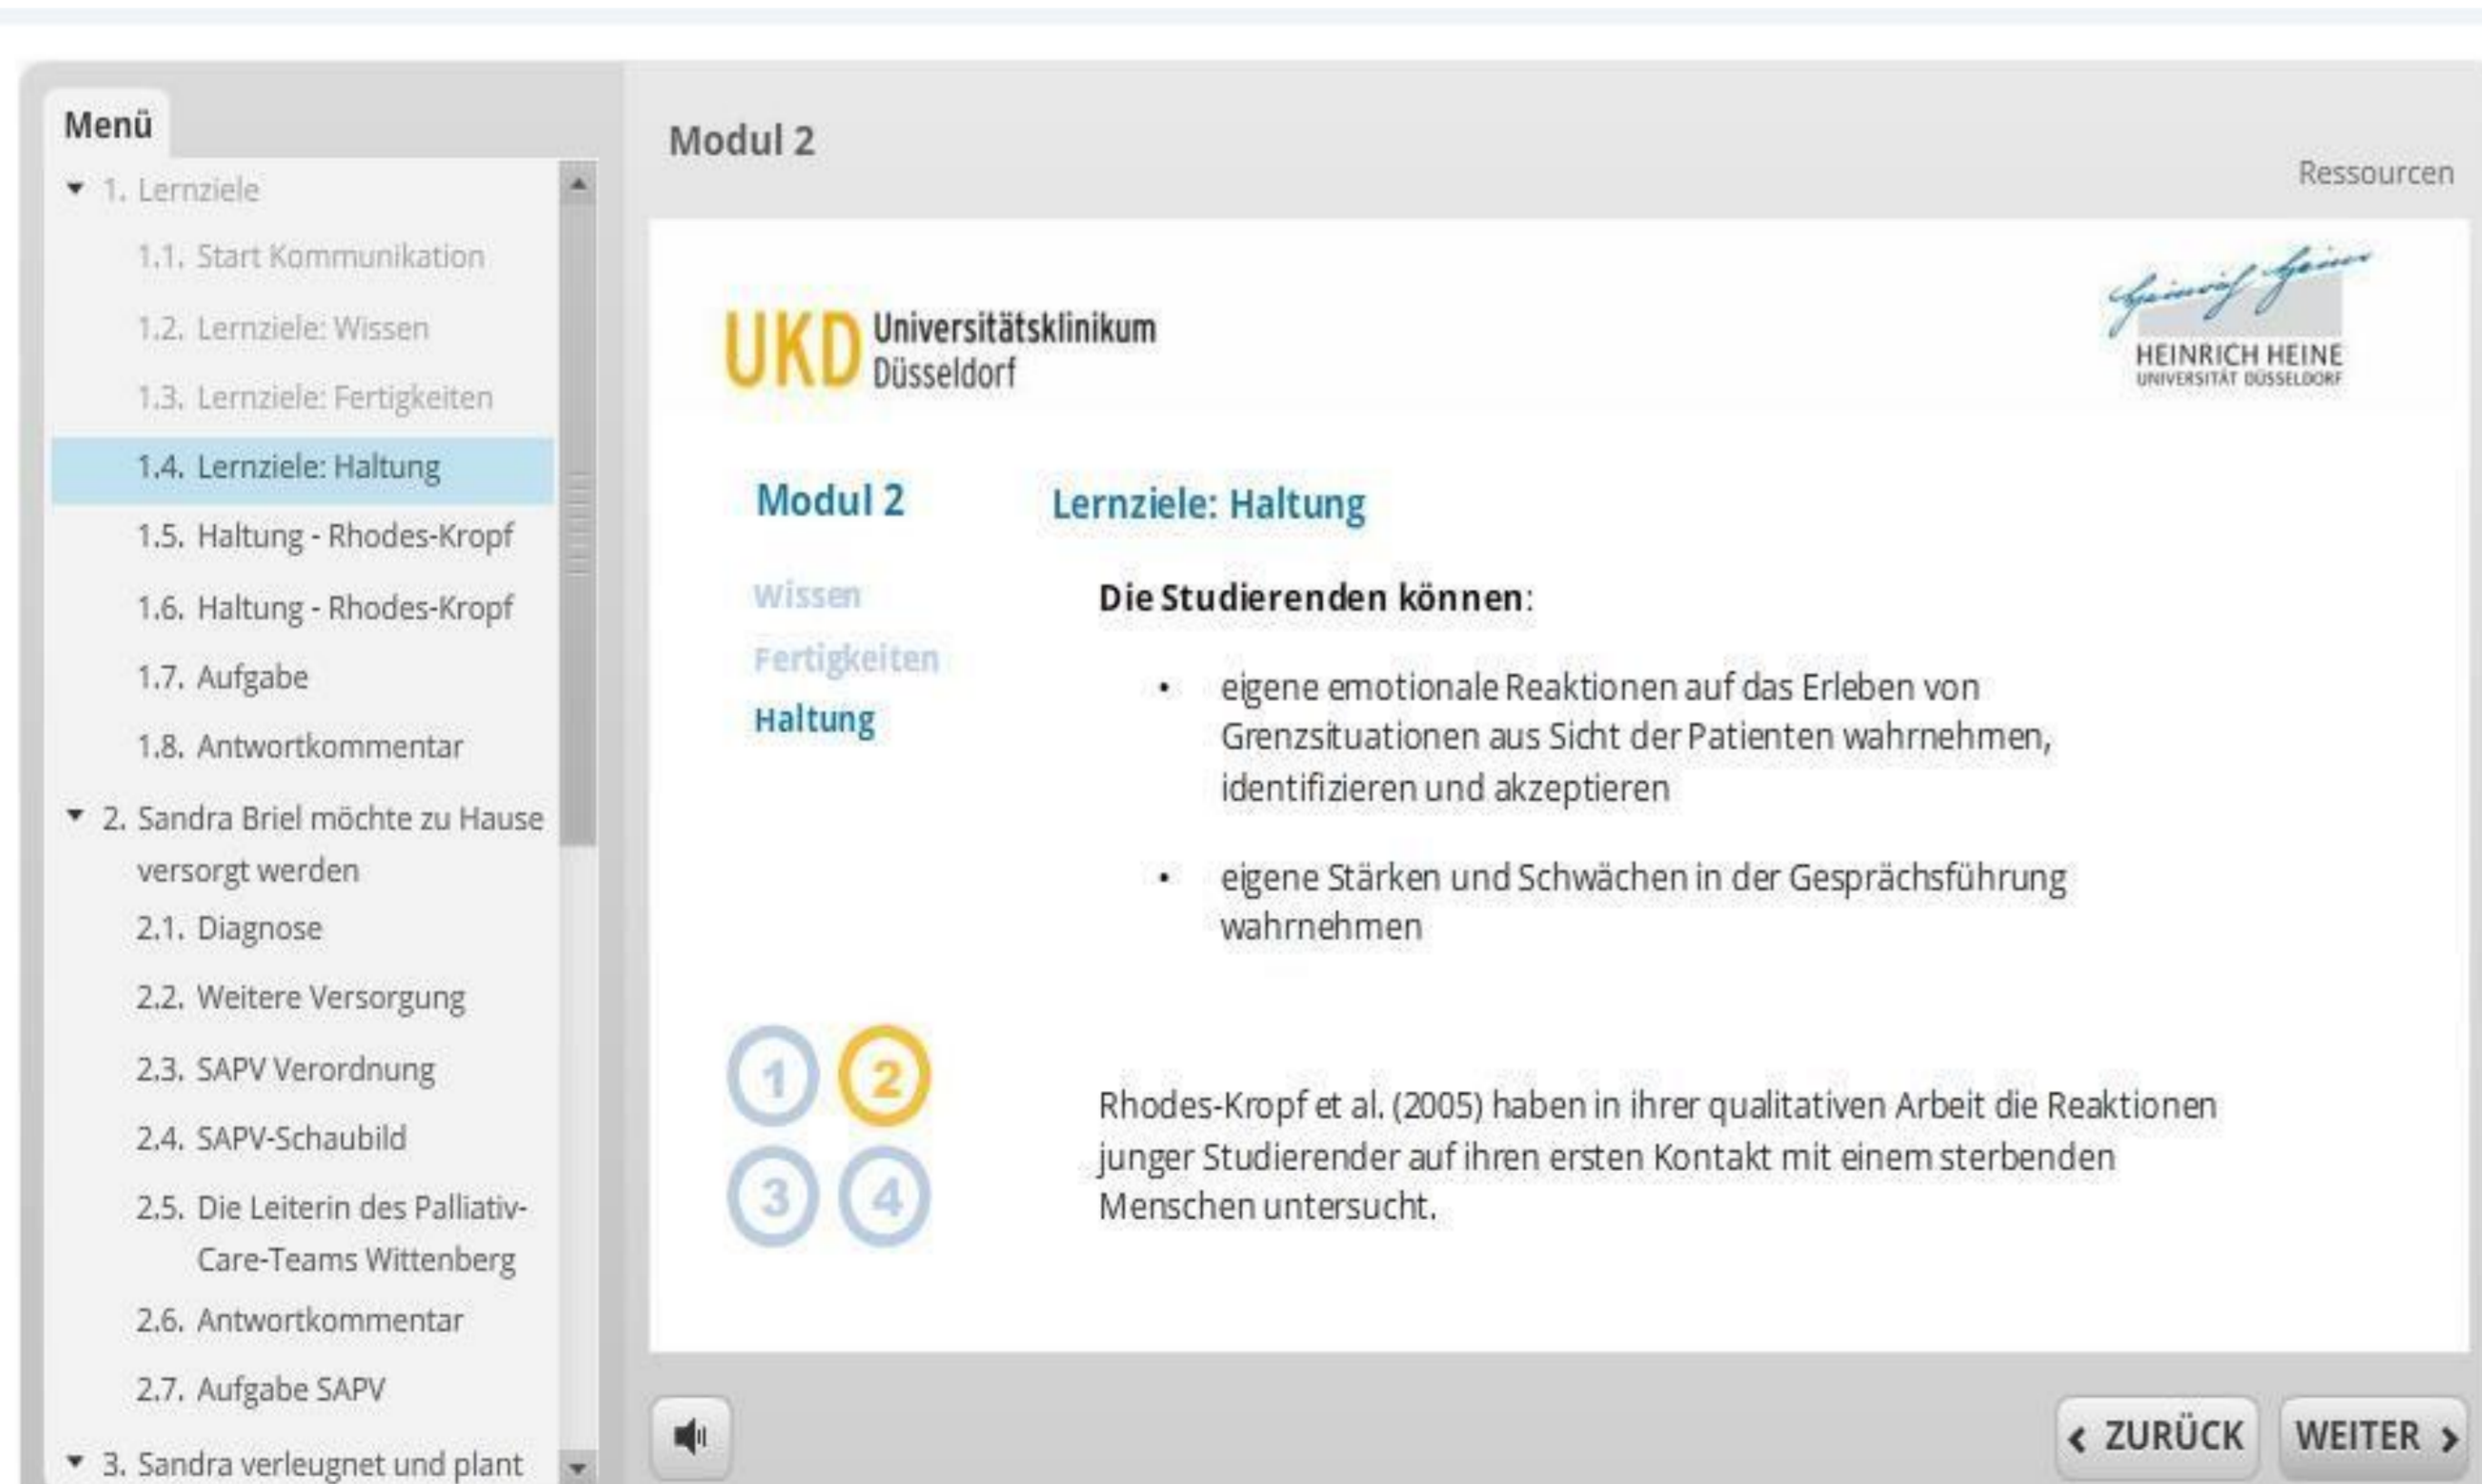 Menü
1. Lernziele
1.1. Start Kommunikation
1.2. Lernziele: Wissen
1.3. Lernziele: Fertigkeiten
1.4. Lernziele: Haltung
1.5. Haltung - Rhodes-Kropf
1.6. Haltung - Rhodes-Kropf
1.7. Aufgabe
1.8. Antwortkommentar
2. Sandra Briel möchte zu Hause
versorgt werden
2.1. Diagnose
2.2. Weitere Versorgung
2.3. SAPV Verordnung
2.4. SAPV-Schaubild
2.5. Die Leiterin des Palliativ-
Care-Teams Wittenberg
2.6. Antwortkommentar
2.7. Aufgabe SAPV
3. Sandra verleugnet und plant
Modul 2
Ressourcen
UKD Universitätsklinikum
Düsseldorf
Heinrich Heine
HEINRICH HEINE
UNIVERSITÄT DÜSSELDORF
Modul 2
Wissen
Fertigkeiten
Haltung
Lernziele: Haltung
Die Studierenden können:
• eigene emotionale Reaktionen auf das Erleben von
Grenzsituationen aus Sicht der Patienten wahrnehmen,
identifizieren und akzeptieren
• eigene Stärken und Schwächen in der Gesprächsführung
wahrnehmen
1 2
3 4
Rhodes-Kropf et al. (2005) haben in ihrer qualitativen Arbeit die Reaktionen
junger Studierender auf ihren ersten Kontakt mit einem sterbenden
Menschen untersucht.
‹ ZURÜCK
WEITER ›